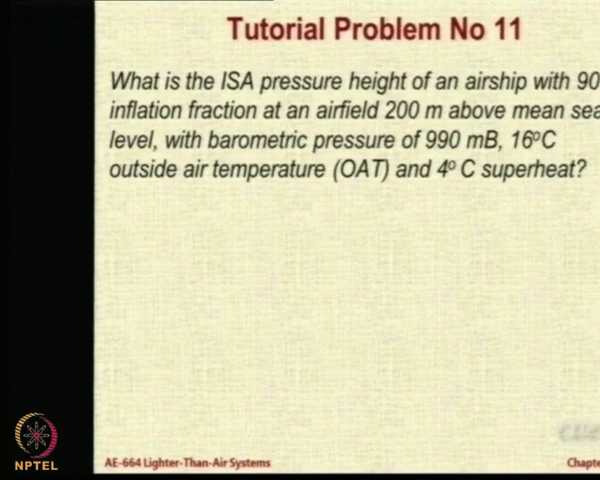 Tutorial Problem No 11
What is the ISA pressure height of an airship with 90
inflation fraction at an airfield 200 m above mean sea
level, with barometric pressure of 990 mB, 16ºC
outside air temperature (OAT) and 4º C superheat?
NPTEL
AE-664 Lighter-Than-Air Systems
Chapte